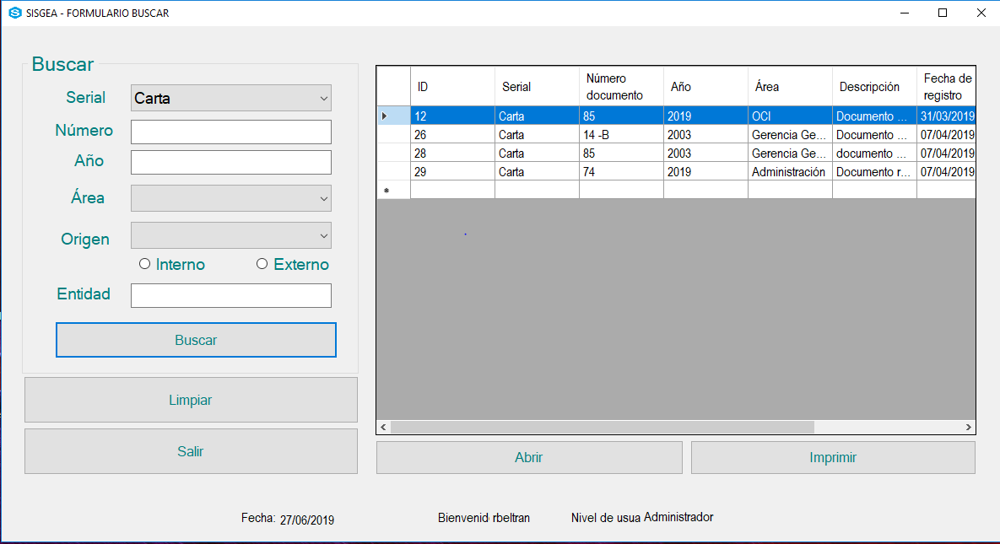 SISGEA - FORMULARIO BUSCAR
Buscar
Serial Carta
Número
Año
Área
Origen
Interno Externo
Entidad
Buscar
Limpiar
Salir
ID Serial Número documento Año Área Descripción Fecha de registro
12 Carta 85 2019 OCI Documento ... 31/03/2019
26 Carta 14 -B 2003 Gerencia Ge... Documento ... 07/04/2019
28 Carta 85 2003 Gerencia Ge... documento ... 07/04/2019
29 Carta 74 2019 Administración Documento r... 07/04/2019
Abrir Imprimir
Fecha: 27/06/2019 Bienvenid rbeltran Nivel de usua Administrador